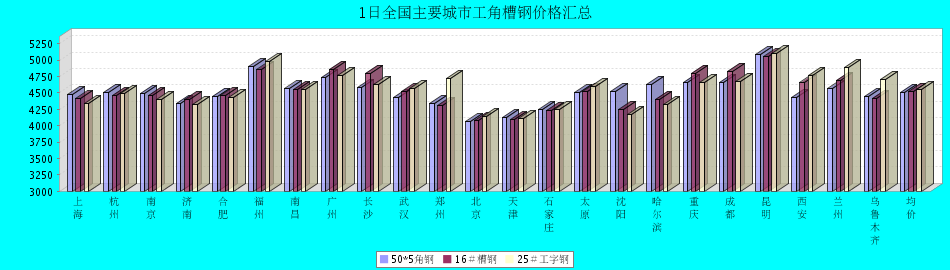 1日全国主要城市工角槽钢价格汇总
5250
5000
4750
4500
4250
4000
3750
3500
3250
3000
上海
杭州
南京
济南
合肥
福州
南昌
广州
长沙
武汉
郑州
北京
天津
石家庄
太原
沈阳
哈尔滨
重庆
成都
昆明
西安
兰州
乌鲁木齐
均价
50*5角钢
16#槽钢
25#工字钢